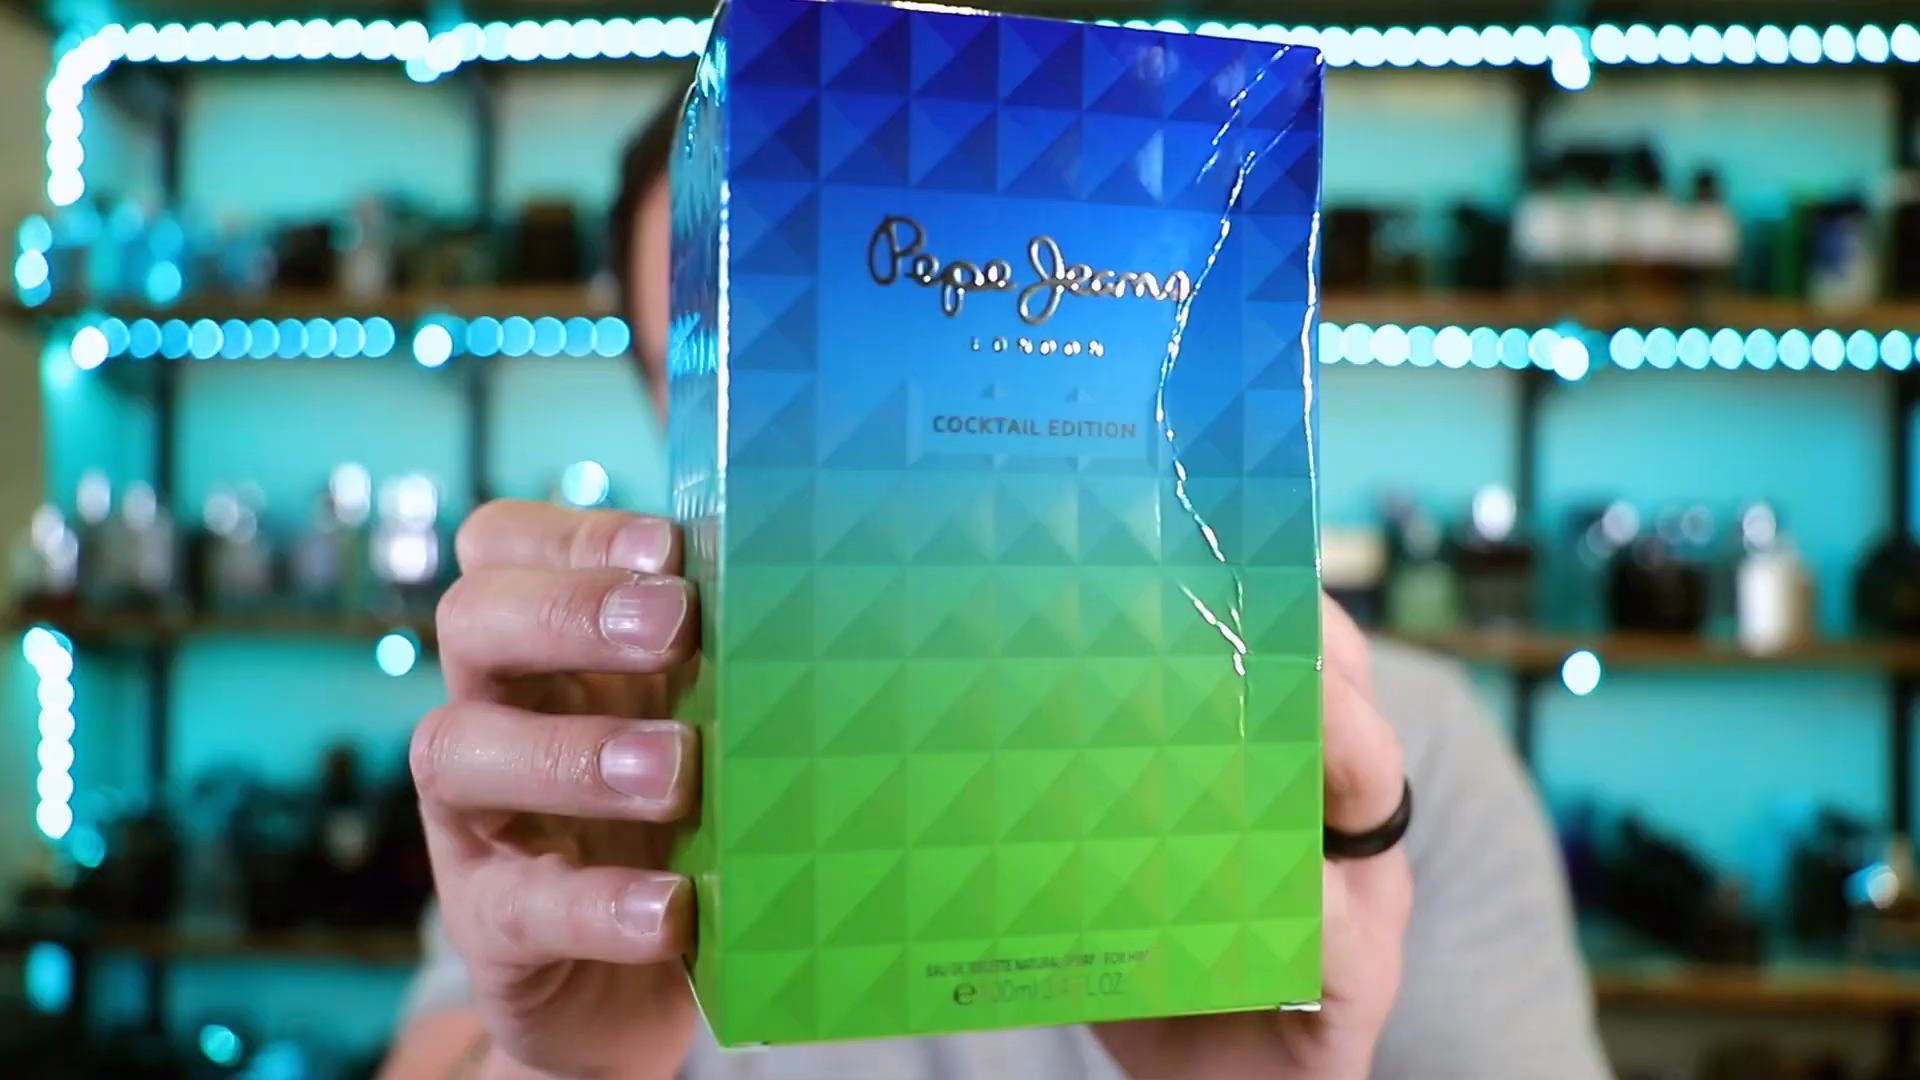 Pepe Jeans
LONDON
COCKTAIL EDITION
EAU DE TOILETTE NATURAL SPRAY · FOR HIM
e 100ml 3.4 FL.OZ.